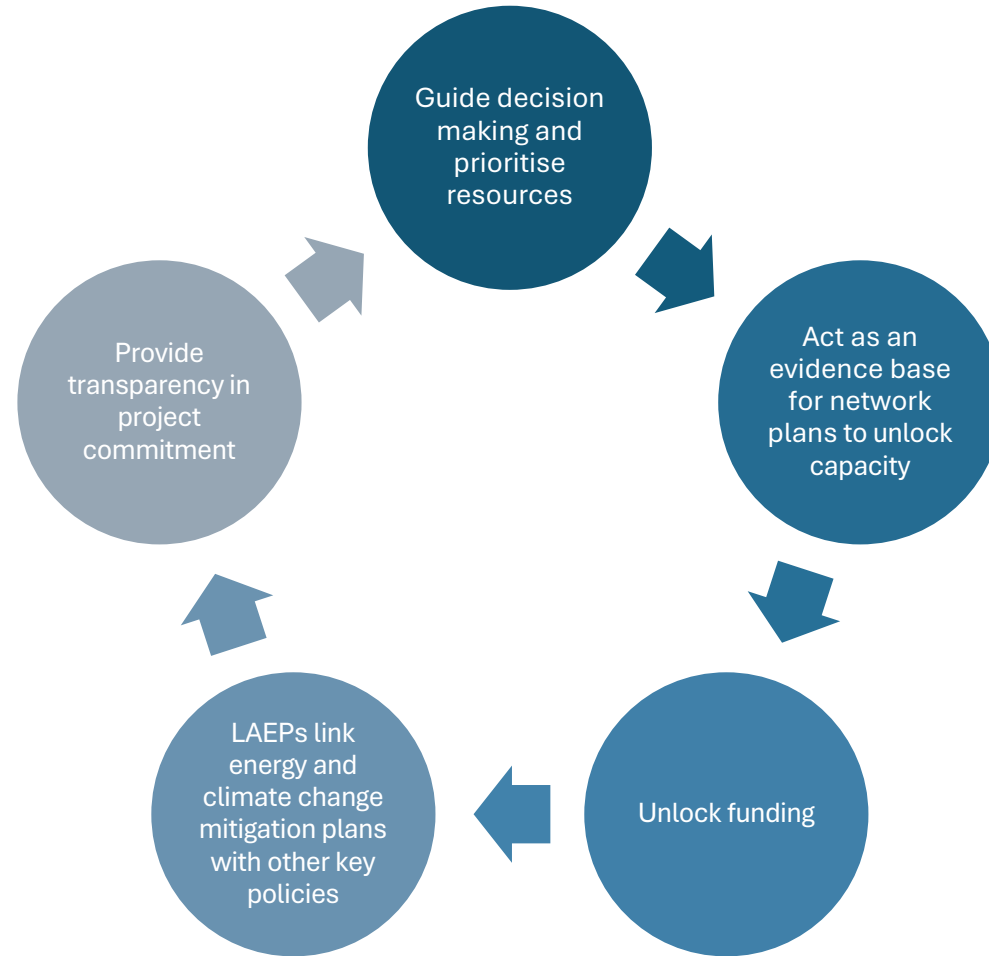 Guide decision
making and
prioritise
resources
Act as an
evidence base
for network
plans to unlock
capacity
Unlock funding
LAEPs link
energy and
climate change
mitigation plans
with other key
policies
Provide
transparency in
project
commitment